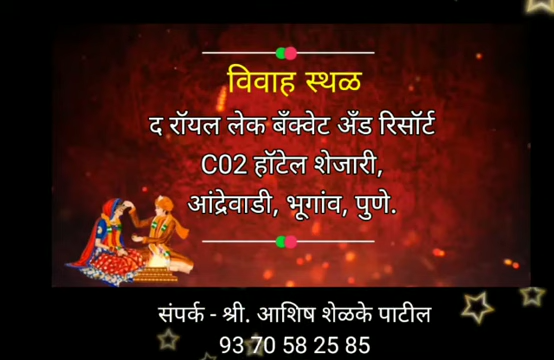 विवाह स्थळ
द रॉयल लेक बँक्वेट अँड रिसॉर्ट
C02 हॉटेल शेजारी,
आंद्रेवाडी, भूगांव, पुणे.
संपर्क - श्री. आशिष शेळके पाटील
93 70 58 25 85